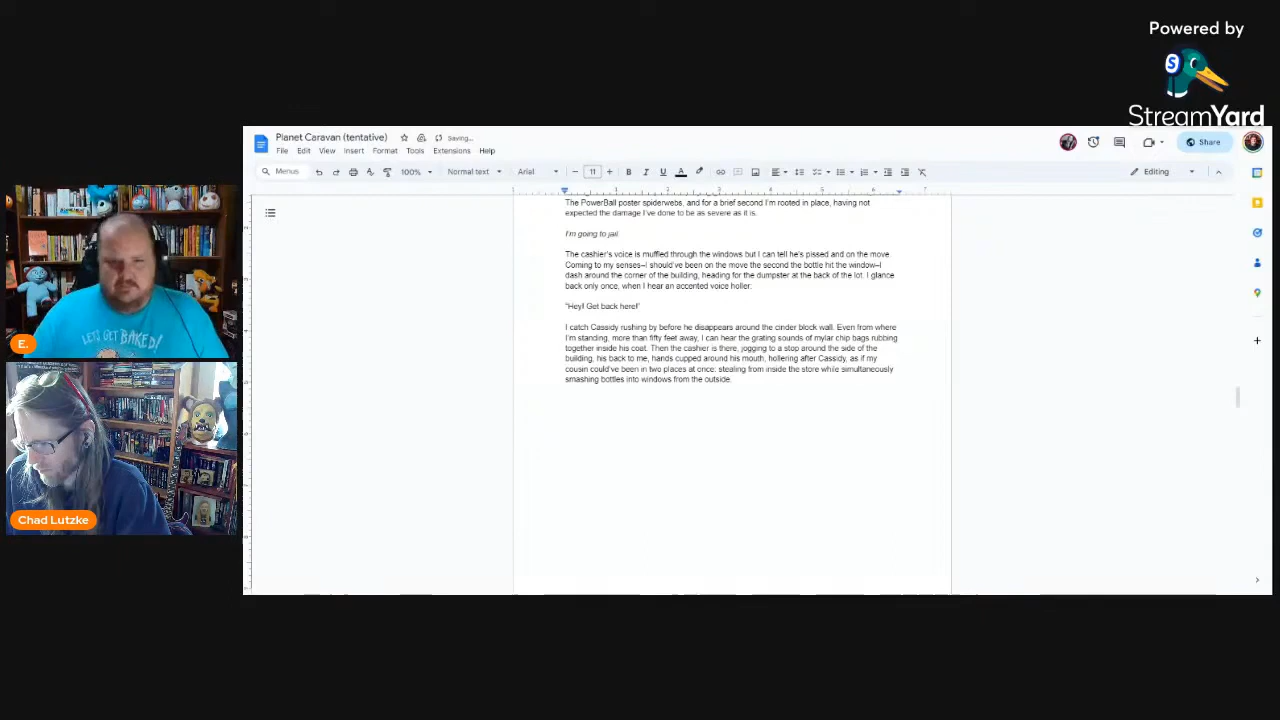 Powered by
S
StreamYard
Planet Caravan (tentative)
Saving...
File Edit View Insert Format Tools Extensions Help
Share
Menus
100%
Normal text
Arial
11
B I U A
Editing
1 1 2 3 4 5 6 7
The PowerBall poster spiderwebs, and for a brief second I'm rooted in place, having not
expected the damage I've done to be as severe as it is.
I'm going to jail.
The cashier's voice is muffled through the windows but I can tell he's pissed and on the move
Coming to my senses–I should've been on the move the second the bottle hit the window–I
dash around the corner of the building, heading for the dumpster at the back of the lot. I glance
back only once, when I hear an accented voice holler:
"Hey! Get back here!"
I catch Cassidy rushing by before he disappears around the cinder block wall. Even from where
I'm standing, more than fifty feet away, I can hear the grating sounds of mylar chip bags rubbing
together inside his coat. Then the cashier is there, jogging to a stop around the side of the
building, his back to me, hands cupped around his mouth, hollering after Cassidy, as if my
cousin could've been in two places at once: stealing from inside the store while simultaneously
smashing bottles into windows from the outside.
LET'S GET BAKED!
E.
Chad Lutzke